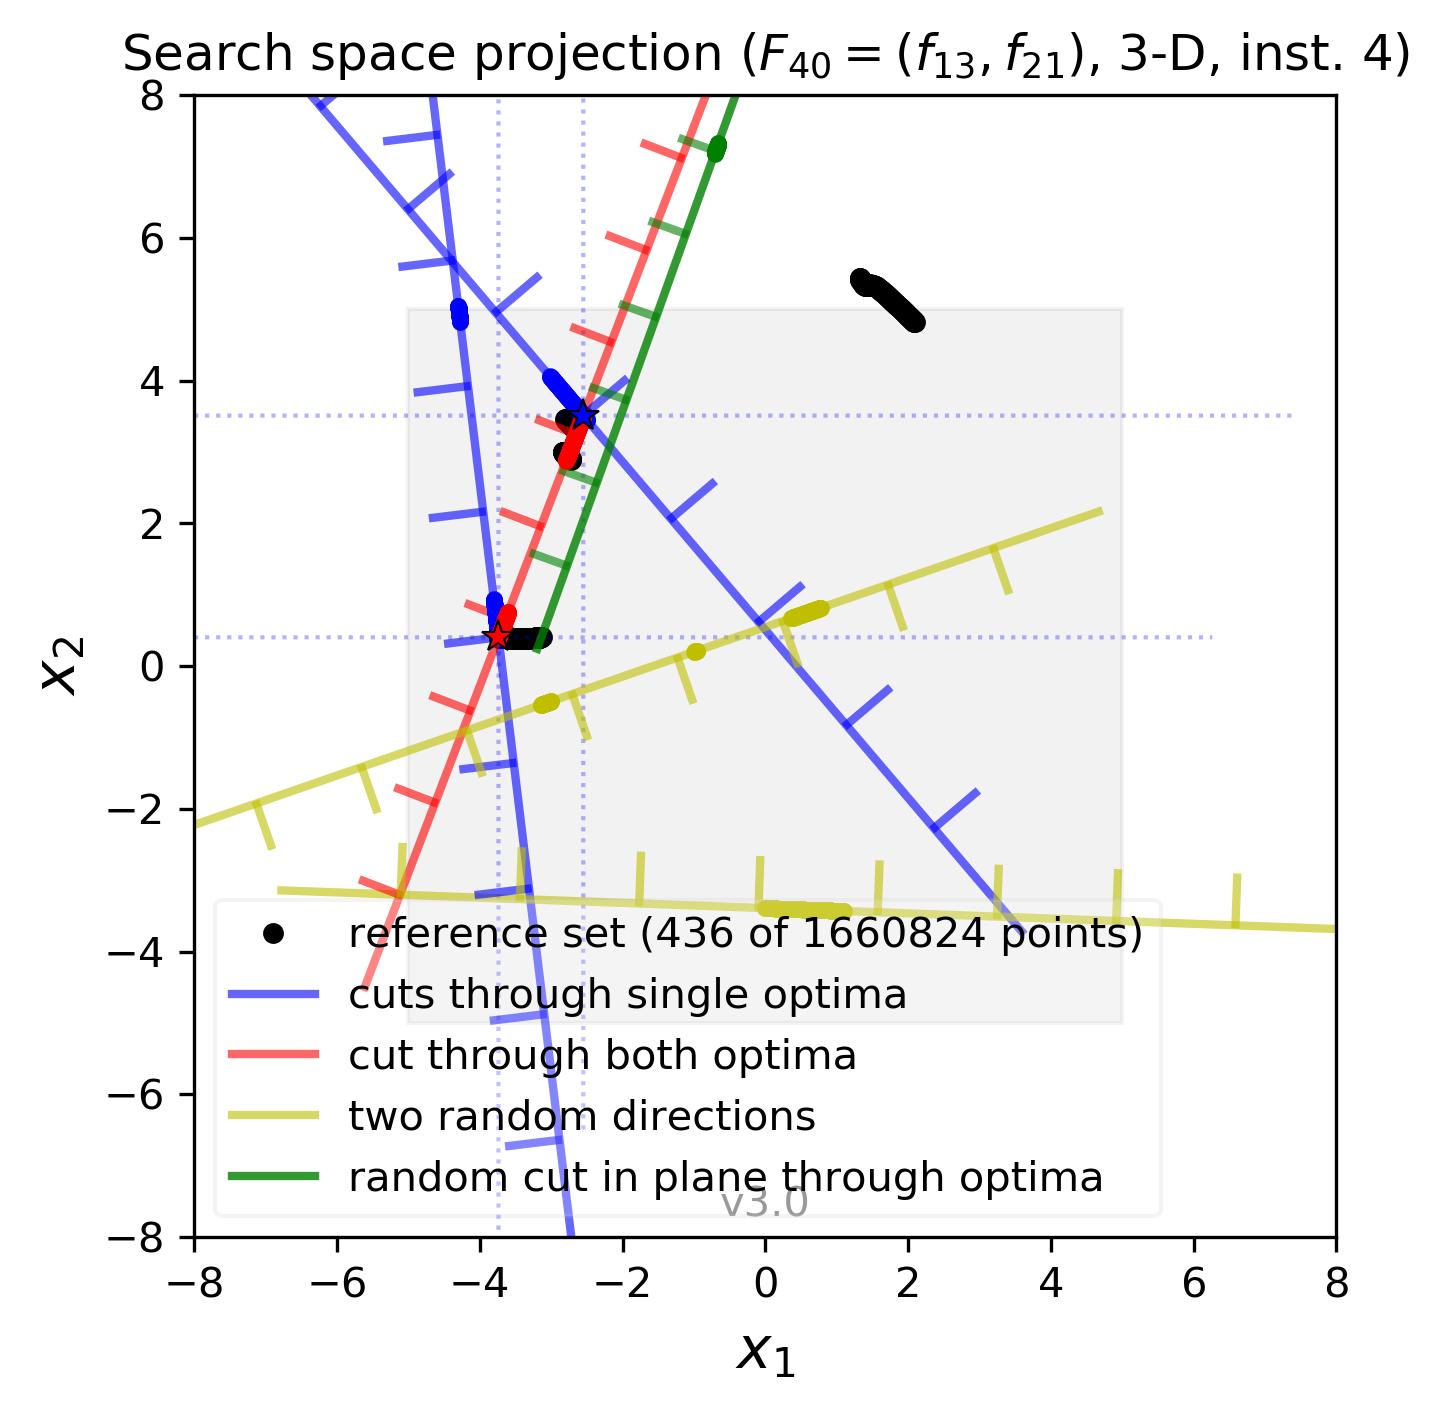 Search space projection (F40 = (f13, f21), 3-D, inst. 4)
8
6
4
2
0
−2
−4
−6
−8
x2
reference set (436 of 1660824 points)
cuts through single optima
cut through both optima
two random directions
random cut in plane through optima
v3.0
−8 −6 −4 −2 0 2 4 6 8
x1